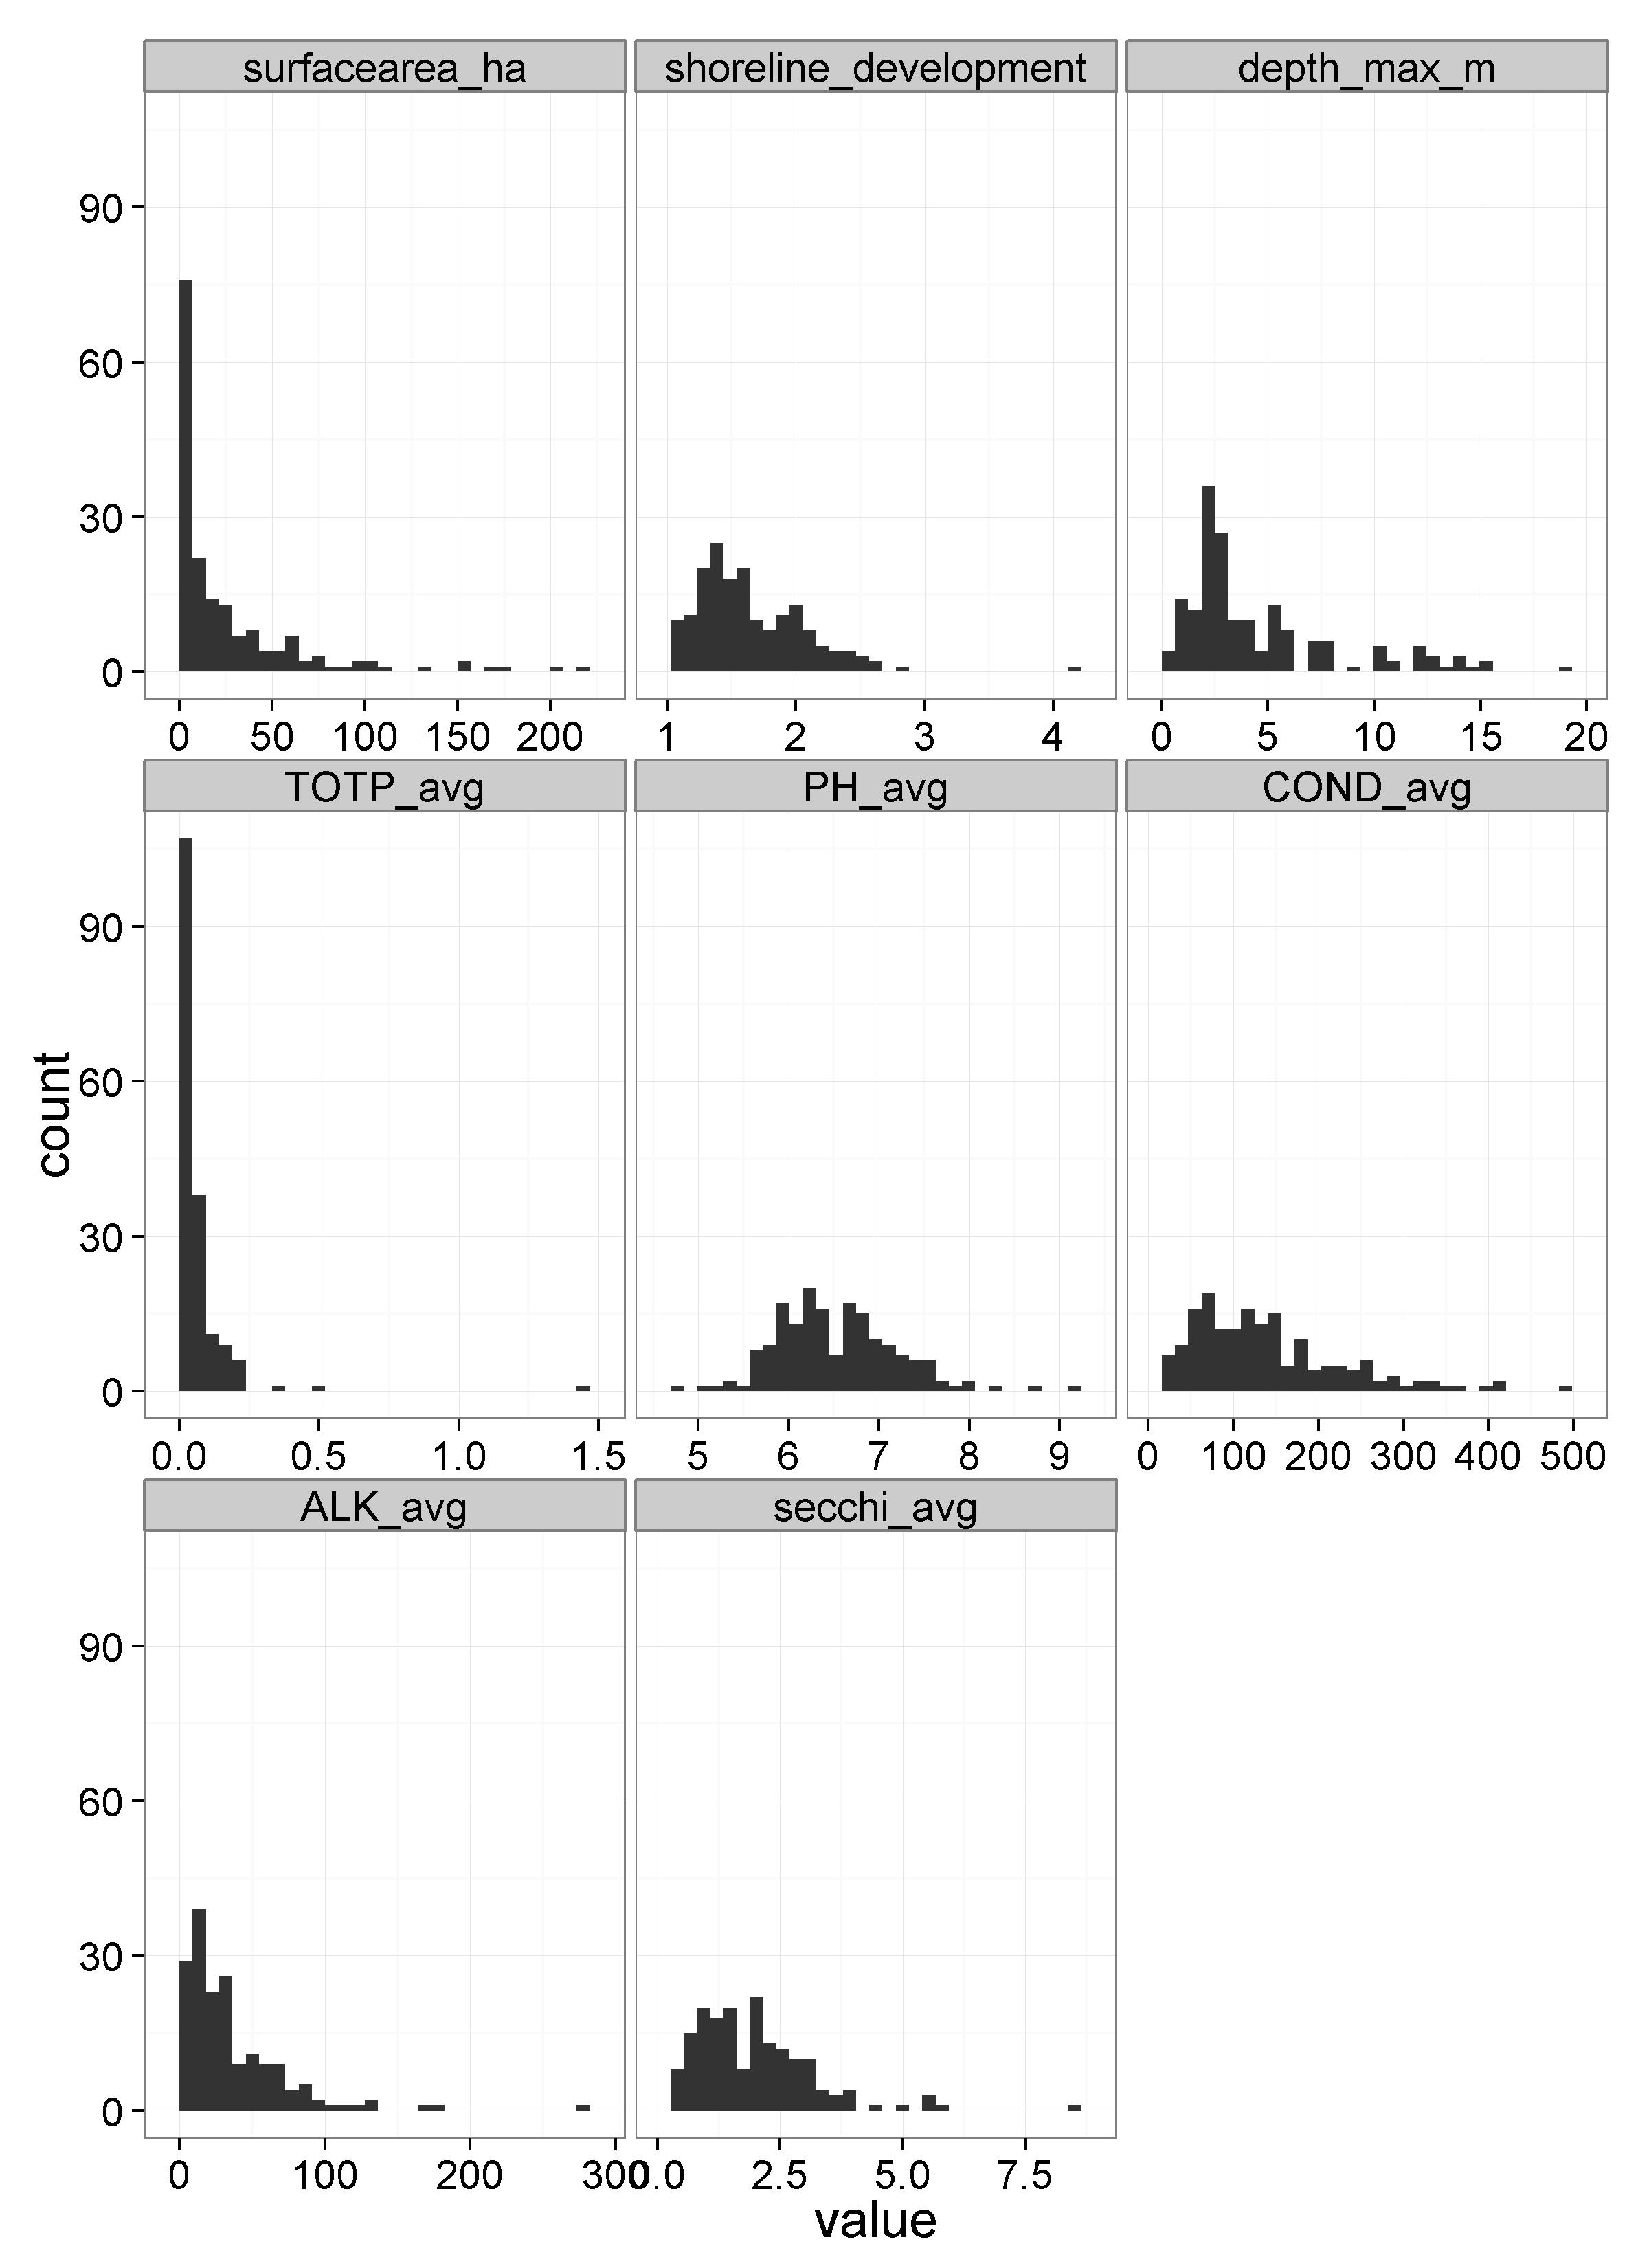 surfacearea_ha shoreline_development depth_max_m
90
60
30
0
0 50 100 150 200 1 2 3 4 0 5 10 15 20
TOTP_avg PH_avg COND_avg
90
60
30
0
count
0.0 0.5 1.0 1.5 5 6 7 8 9 0 100 200 300 400 500
ALK_avg secchi_avg
90
60
30
0
0 100 200 300 0.0 2.5 5.0 7.5
value